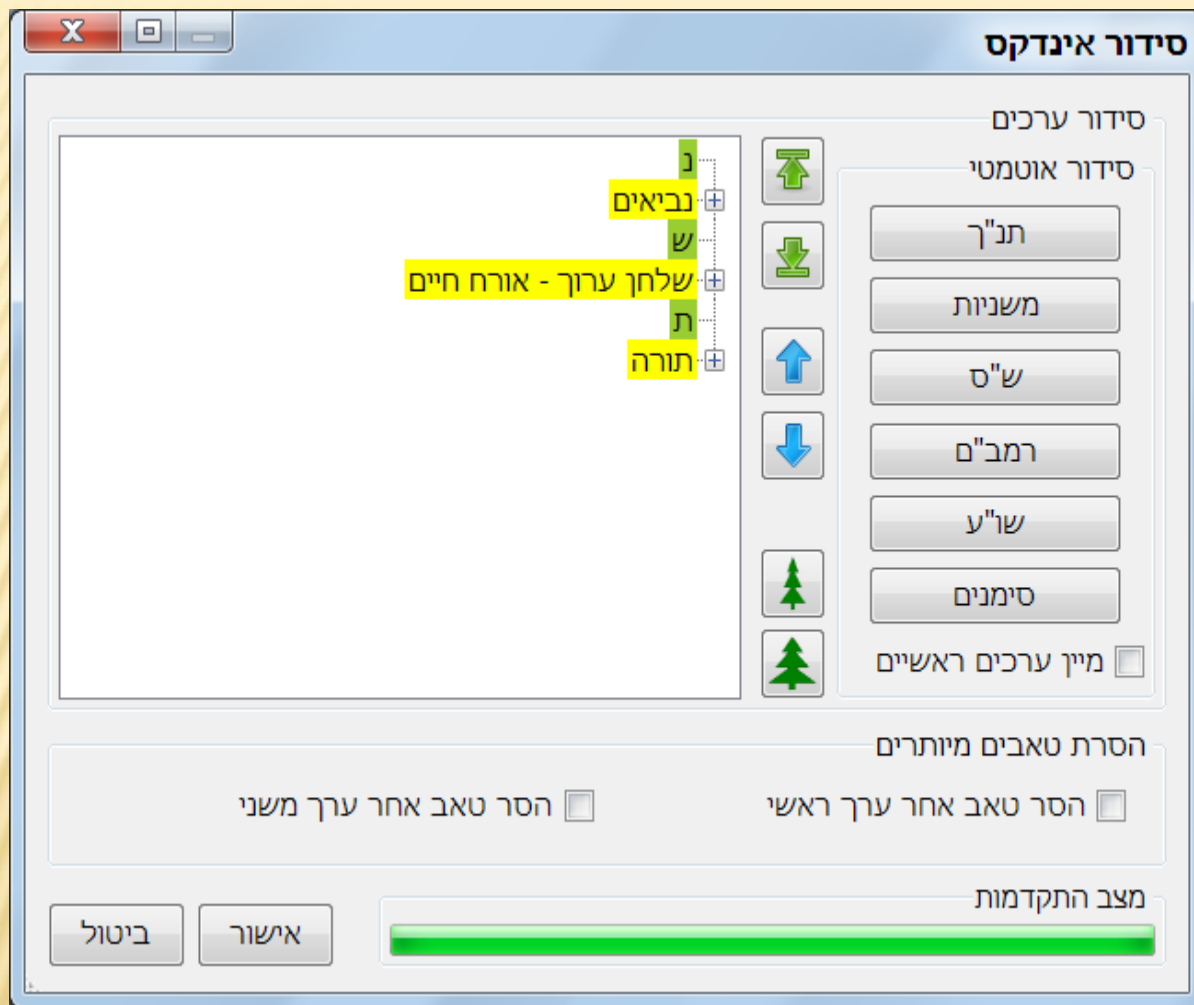 סידור אינדקס
סידור ערכים
סידור אוטמטי
תנ"ך
משניות
ש"ס
רמב"ם
שו"ע
סימנים
מיין ערכים ראשיים
נ
נביאים
ש
שלחן ערוך - אורח חיים
ת
תורה
הסרת טאבים מיותרים
הסר טאב אחר ערך ראשי
הסר טאב אחר ערך משני
מצב התקדמות
אישור
ביטול